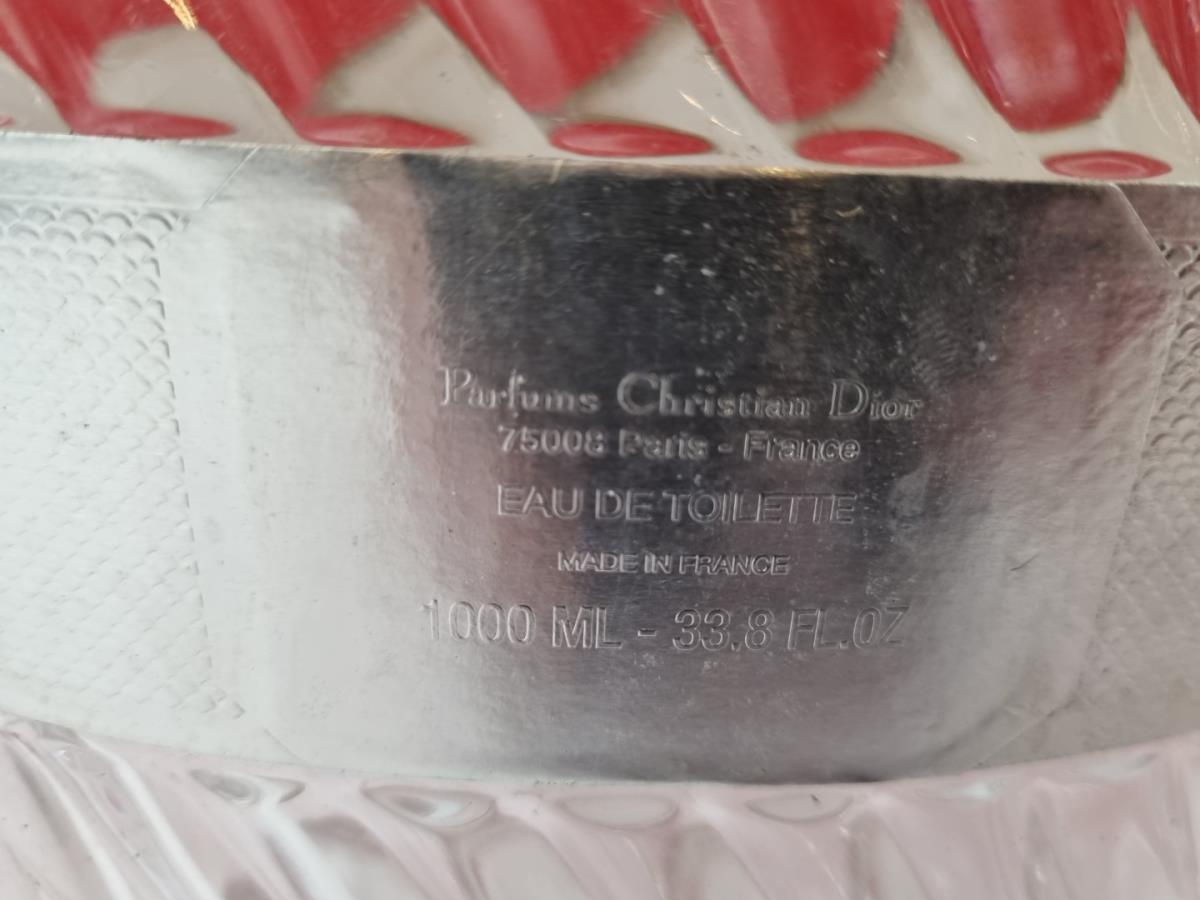 Parfums Christian Dior
75008 Paris - France
EAU DE TOILETTE
MADE IN FRANCE
1000 ML - 33.8 FL.OZ